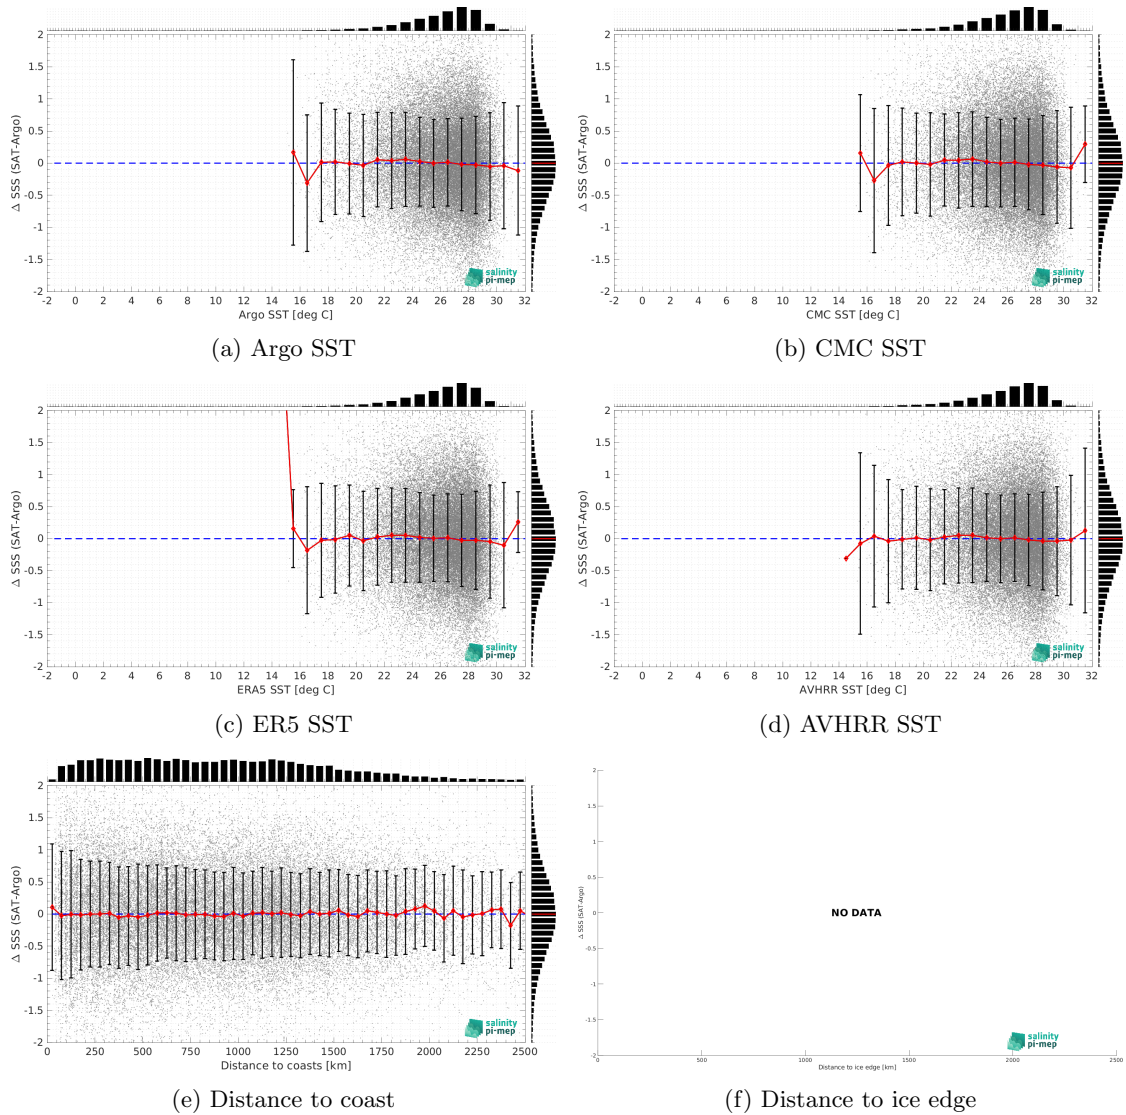 2
1.5
1
0.5
0
-0.5
-1
-1.5
-2
Δ SSS (SAT-Argo)
-2 0 2 4 6 8 10 12 14 16 18 20 22 24 26 28 30 32
Argo SST [deg C]
salinity
pi-mep
(a) Argo SST
2
1.5
1
0.5
0
-0.5
-1
-1.5
-2
Δ SSS (SAT-Argo)
-2 0 2 4 6 8 10 12 14 16 18 20 22 24 26 28 30 32
CMC SST [deg C]
salinity
pi-mep
(b) CMC SST
2
1.5
1
0.5
0
-0.5
-1
-1.5
-2
Δ SSS (SAT-Argo)
-2 0 2 4 6 8 10 12 14 16 18 20 22 24 26 28 30 32
ERA5 SST [deg C]
salinity
pi-mep
(c) ER5 SST
2
1.5
1
0.5
0
-0.5
-1
-1.5
-2
Δ SSS (SAT-Argo)
-2 0 2 4 6 8 10 12 14 16 18 20 22 24 26 28 30 32
AVHRR SST [deg C]
salinity
pi-mep
(d) AVHRR SST
2
1.5
1
0.5
0
-0.5
-1
-1.5
-2
Δ SSS (SAT-Argo)
0 250 500 750 1000 1250 1500 1750 2000 2250 2500
Distance to coasts [km]
salinity
pi-mep
(e) Distance to coast
2
1.5
1
0.5
0
-0.5
-1
-1.5
-2
Δ SSS (SAT-Argo)
NO DATA
0 500 1000 1500 2000 2500
Distance to ice edge [km]
salinity
pi-mep
(f) Distance to ice edge